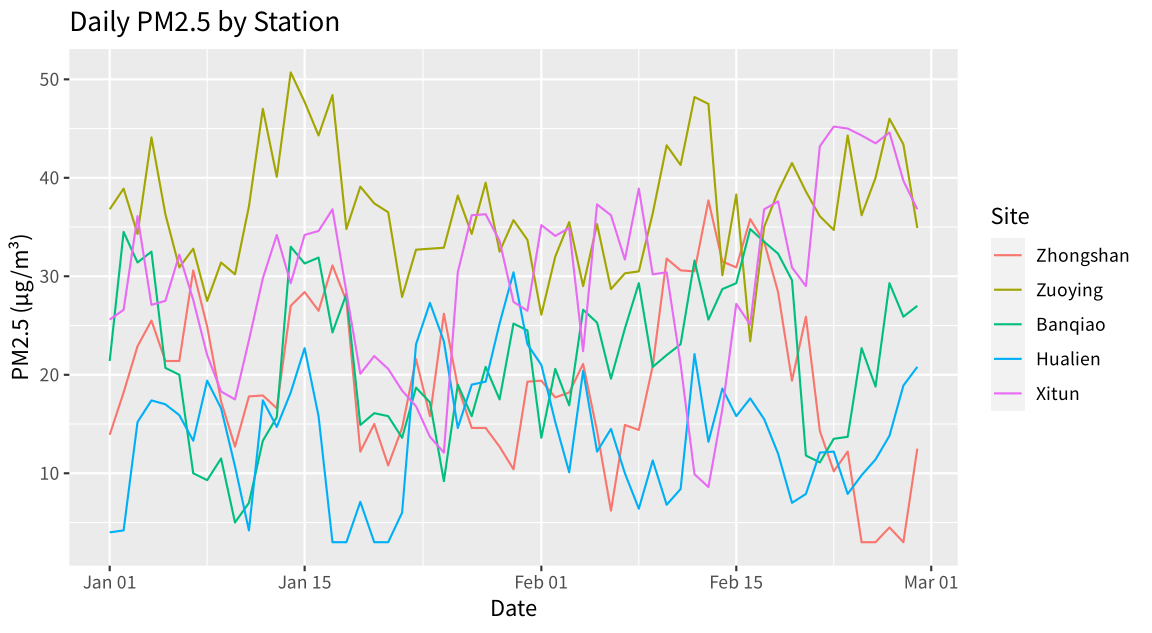 Daily PM2.5 by Station
PM2.5 (μg/m³)
50
40
30
20
10
Jan 01
Jan 15
Feb 01
Feb 15
Mar 01
Date
Site
Zhongshan
Zuoying
Banqiao
Hualien
Xitun